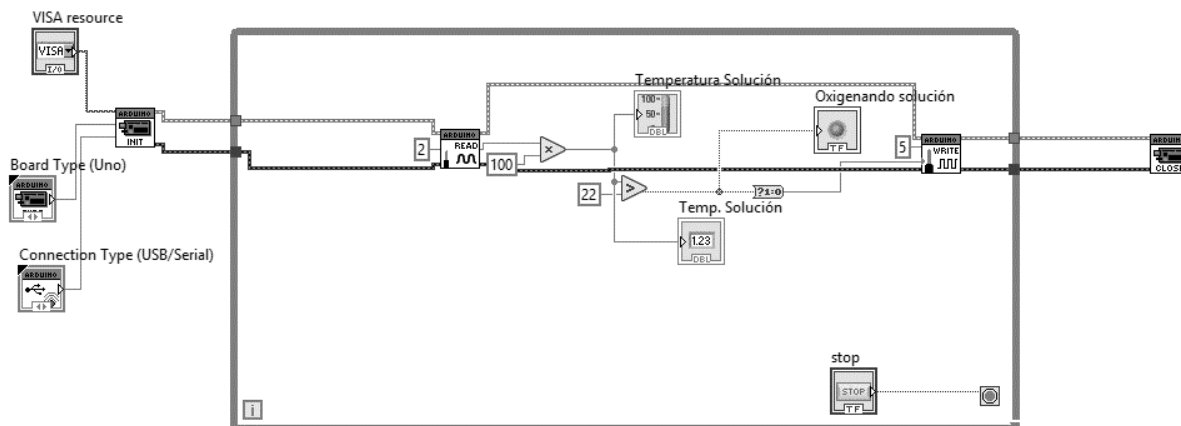 VISA resource
VISA
I/O
ARDUINO
INIT
Board Type (Uno)
ARDUINO
Connection Type (USB/Serial)
ARDUINO
2
ARDUINO
READ
100
x
Temperatura Solución
100
50
DBL
22
>
Temp. Solución
1.23
DBL
?1:0
Oxigenando solución
TF
5
ARDUINO
WRITE
ARDUINO
CLOSE
stop
STOP
TF
i